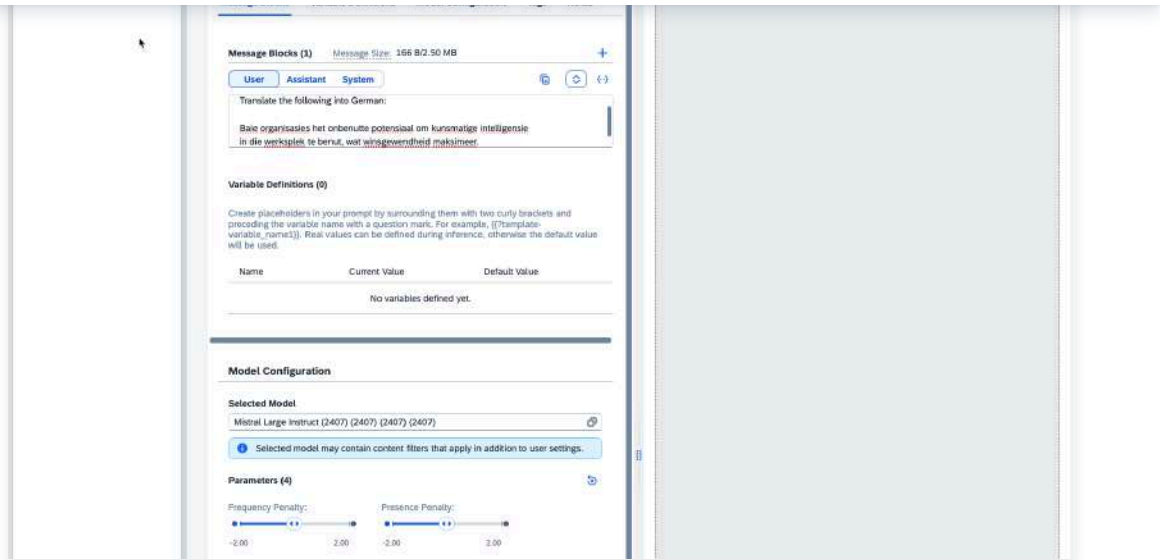 Message Blocks (1) Message Size: 166 B/2.50 MB
User Assistant System
Translate the following into German:
Baie organisasies het onbenutte potensiaal om kunsmatige intelligensie
in die werksplek te benut, wat winsgewendheid maksimeer.
Variable Definitions (0)
Create placeholders in your prompt by surrounding them with two curly brackets and
preceding the variable name with a question mark. For example, {{?template-
variable_name1}}. Real values can be defined during inference, otherwise the default value
will be used.
Name Current Value Default Value
No variables defined yet.
Model Configuration
Selected Model
Mistral Large Instruct (2407) (2407) (2407) (2407)
Selected model may contain content filters that apply in addition to user settings.
Parameters (4)
Frequency Penalty: Presence Penalty:
-2.00 2.00 -2.00 2.00